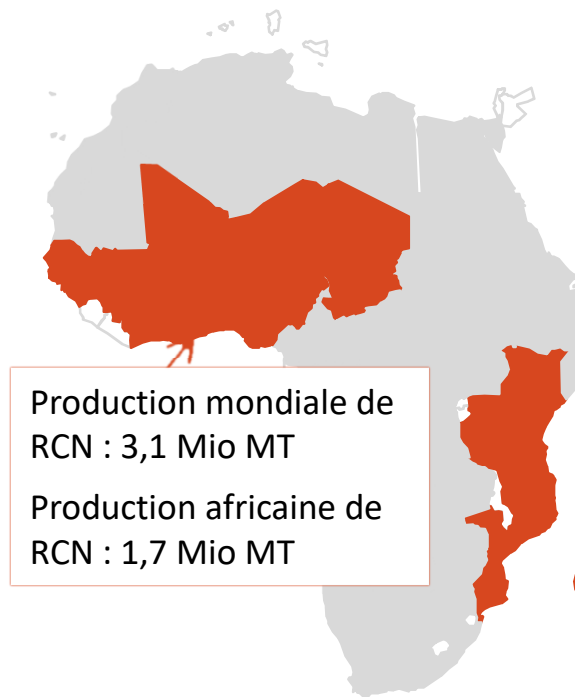 Production mondiale de
RCN : 3,1 Mio MT
Production africaine de
RCN : 1,7 Mio MT